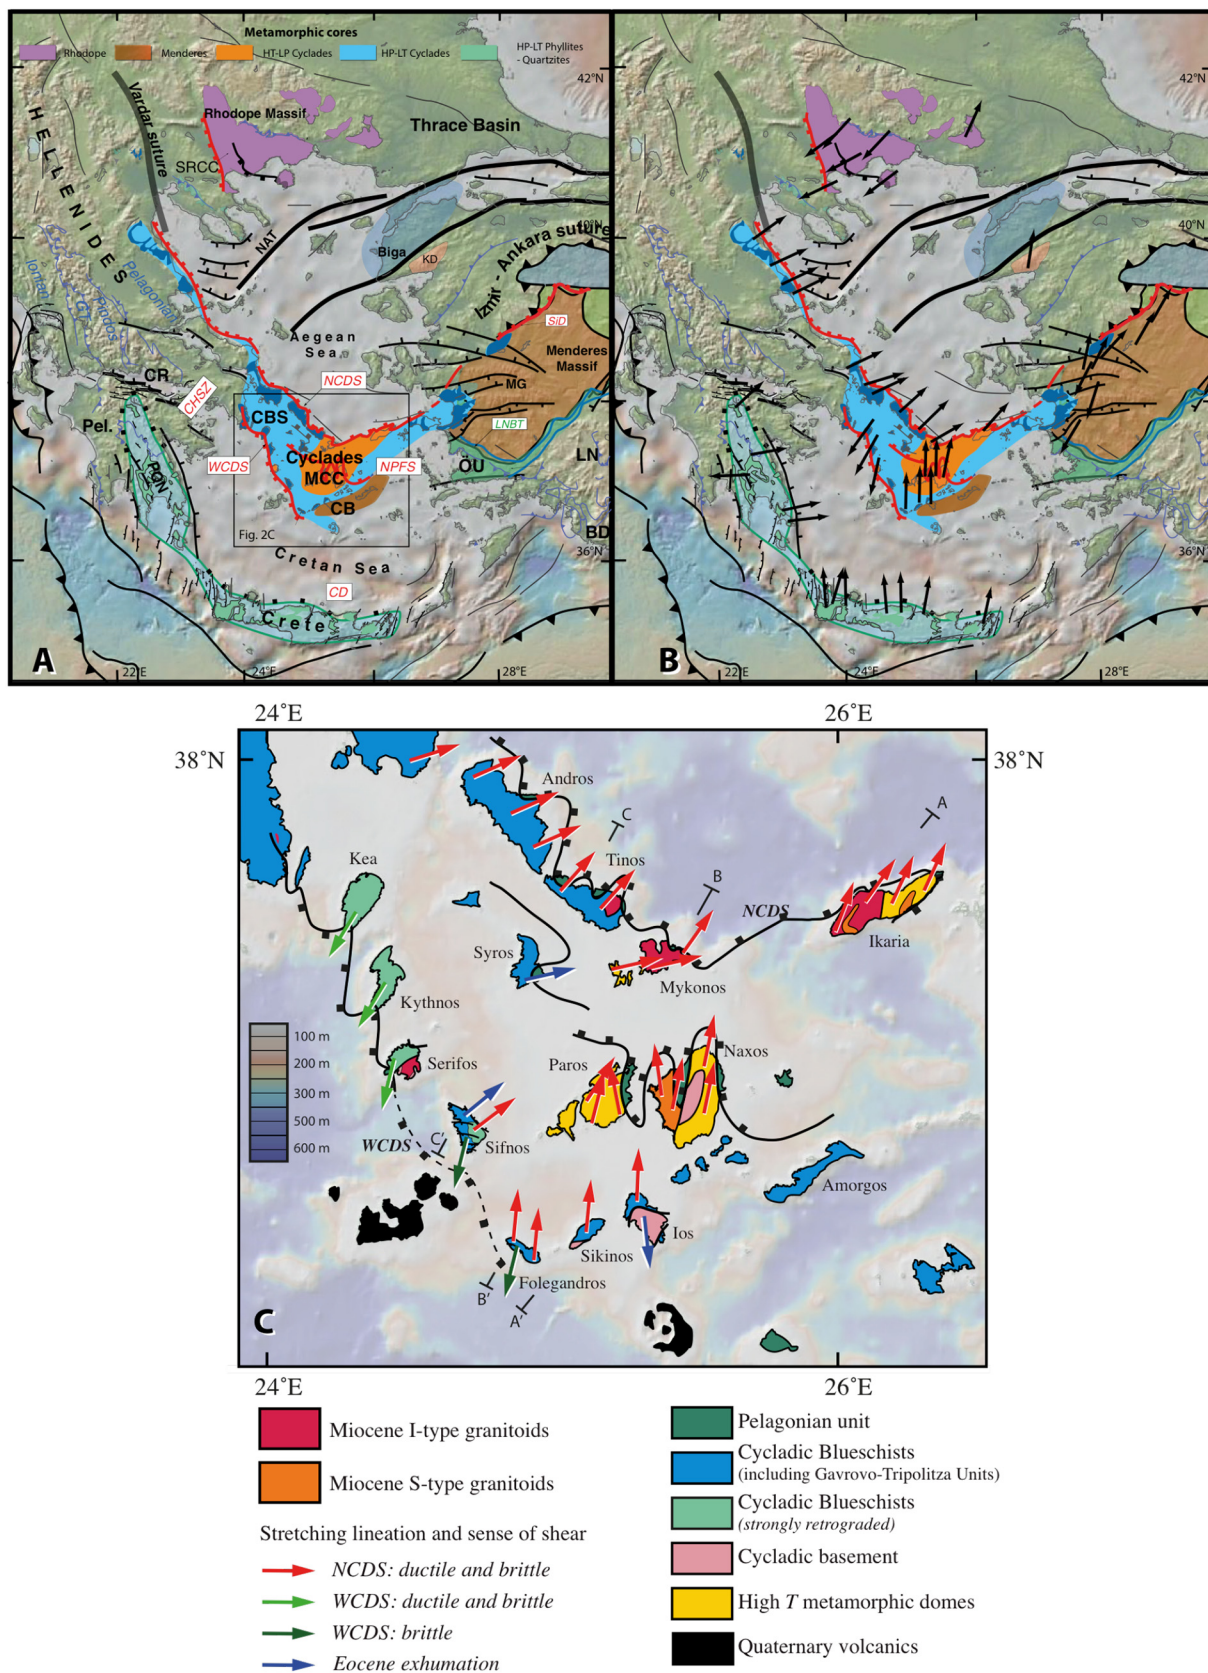 Metamorphic cores
Rhodope
Menderes
HT-LP Cyclades
HP-LT Cyclades
HP-LT Phyllites
- Quartzites
42°N
HELLENIDES
Vardar suture
Rhodope Massif
Thrace Basin
SRCC
40°N
NAT
Biga
KD
Izmir - Ankara suture
Pelagonian
Ionian
GT
Pindos
Aegean
Sea
SiD
Menderes
Massif
CR
CHSZ
NCDS
MG
Pel.
CBS
LNBT
WCDS
Cyclades
MCC
NPFS
ÖU
LN
PQN
CB
Fig. 2C
BD
Cretan Sea
36°N
CD
Crete
A
22°E
24°E
28°E
42°N
40°N
36°N
B
22°E
24°E
28°E
24°E
26°E
38°N
38°N
Andros
C
A
Tinos
Kea
B
NCDS
Ikaria
Syros
Mykonos
Kythnos
100 m
200 m
300 m
500 m
600 m
Serifos
Paros
Naxos
WCDS
C'
Sifnos
Amorgos
Ios
Sikinos
Folegandros
B'
A'
C
24°E
26°E
Miocene I-type granitoids
Miocene S-type granitoids
Stretching lineation and sense of shear
NCDS: ductile and brittle
WCDS: ductile and brittle
WCDS: brittle
Eocene exhumation
Pelagonian unit
Cycladic Blueschists
(including Gavrovo-Tripolitza Units)
Cycladic Blueschists
(strongly retrograded)
Cycladic basement
High T metamorphic domes
Quaternary volcanics